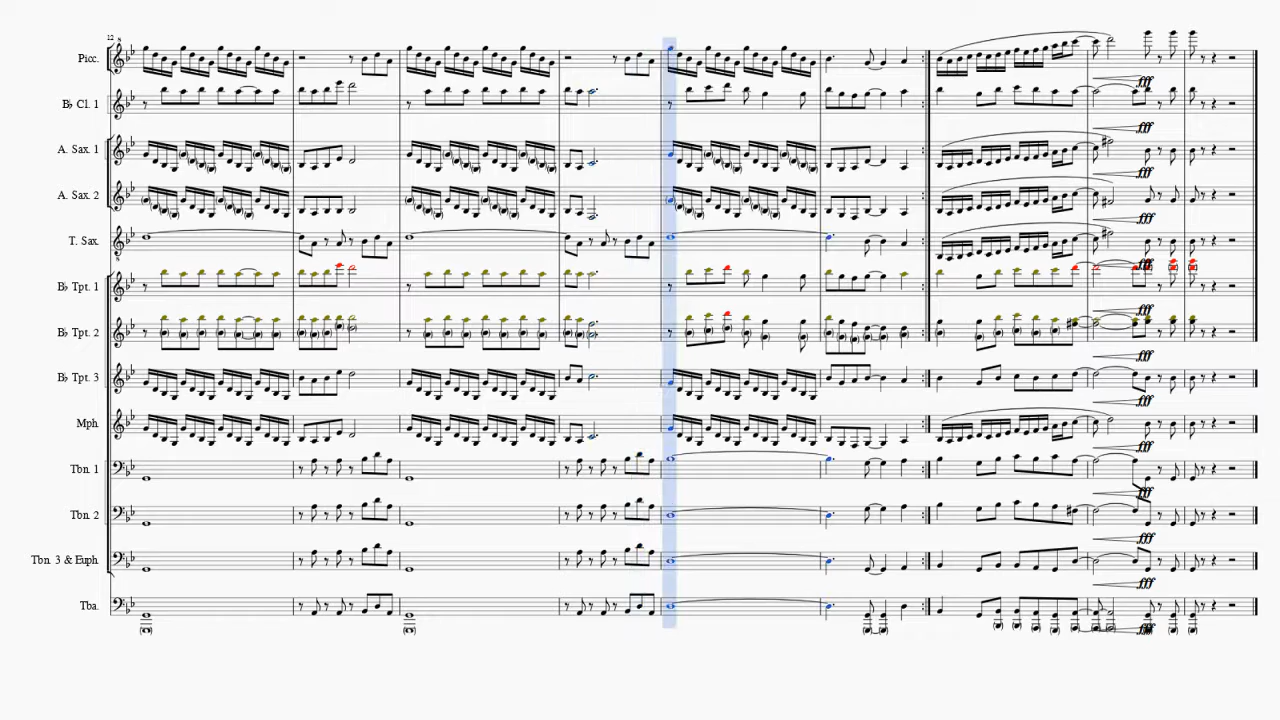 12 8
Picc.
B♭ Cl. 1
fff
A. Sax. 1
fff
A. Sax. 2
fff
T. Sax.
fff
B♭ Tpt. 1
fff
B♭ Tpt. 2
fff
B♭ Tpt. 3
fff
Mph.
fff
Tbn. 1
fff
Tbn. 2
fff
Tbn. 3 & Euph.
fff
Tba.
fff
fff